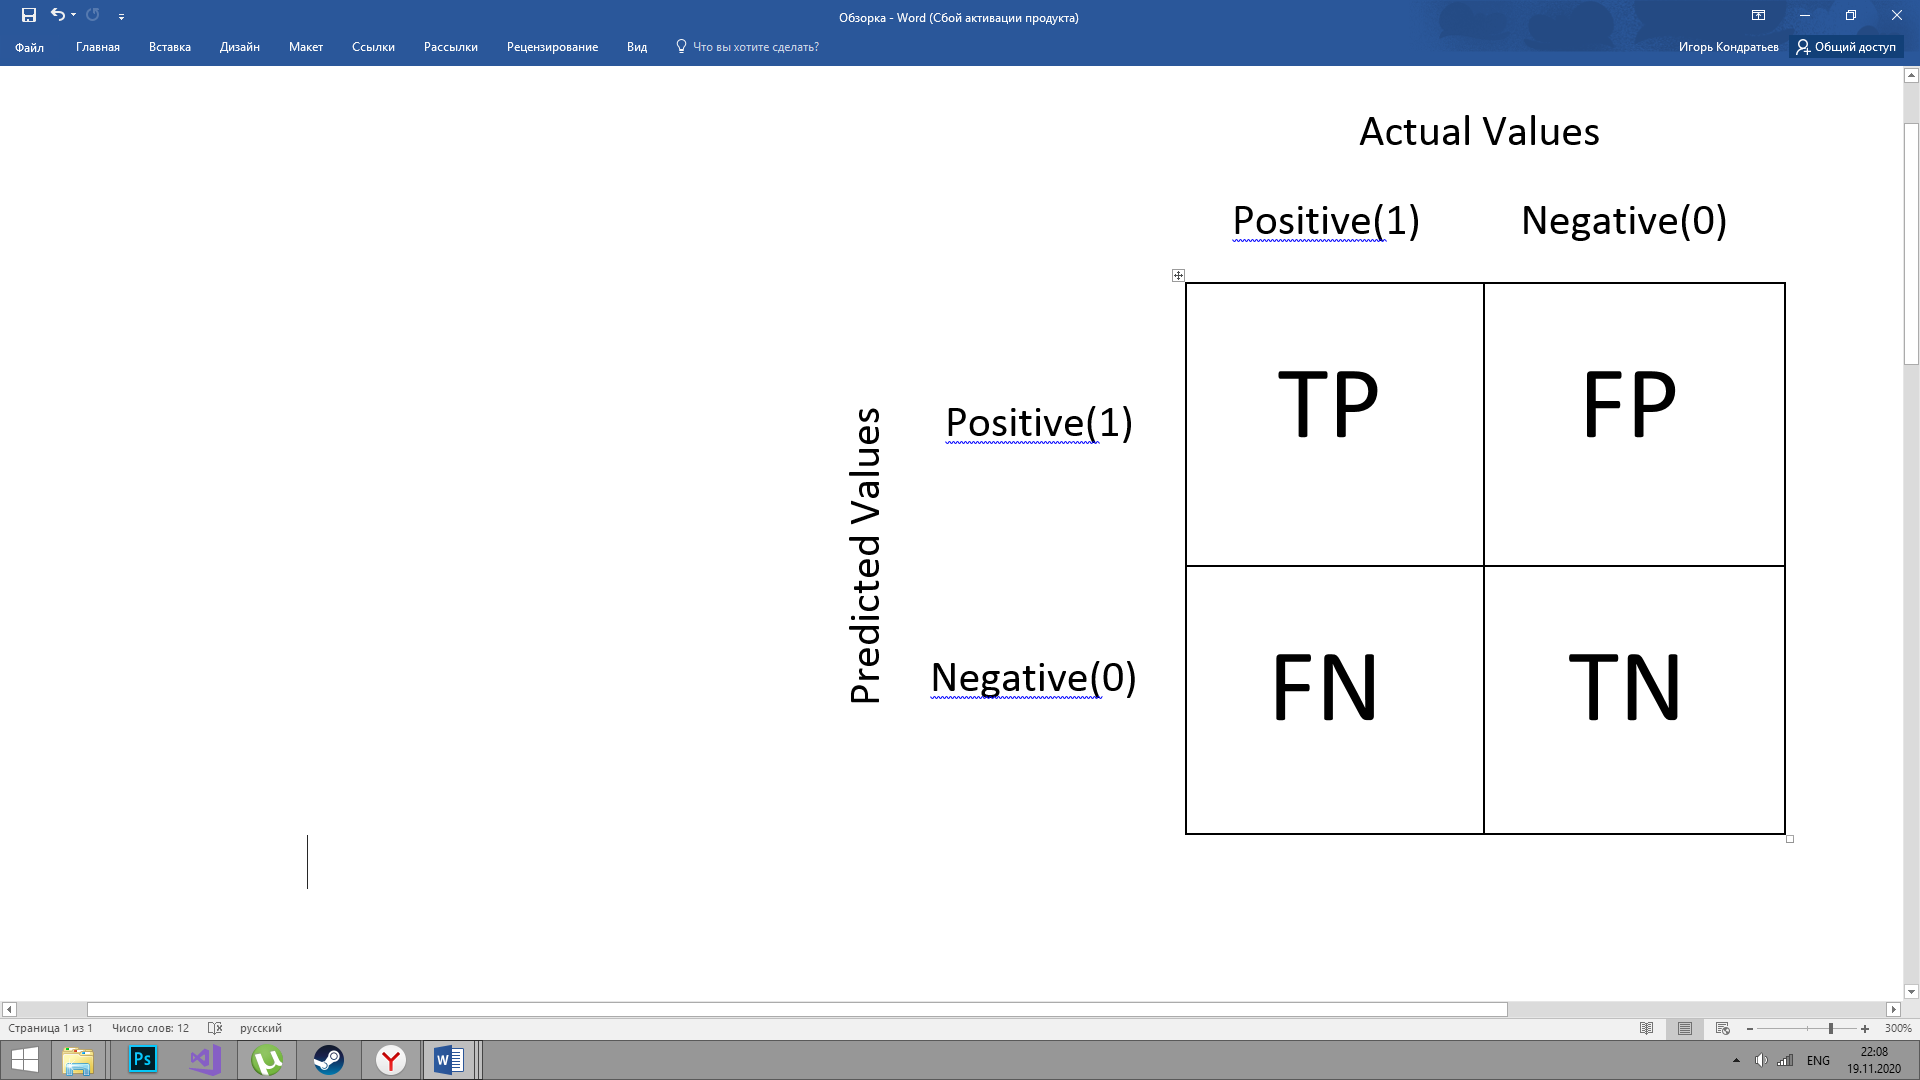 Обзорка - Word (Сбой активации продукта)
Файл Главная Вставка Дизайн Макет Ссылки Рассылки Рецензирование Вид Что вы хотите сделать? Игорь Кондратьев Общий доступ
Actual Values
Positive(1) Negative(0)
Predicted Values
Positive(1) TP FP
Negative(0) FN TN
Страница 1 из 1 Число слов: 12 русский 300%
Ps W ENG 22:08
19.11.2020